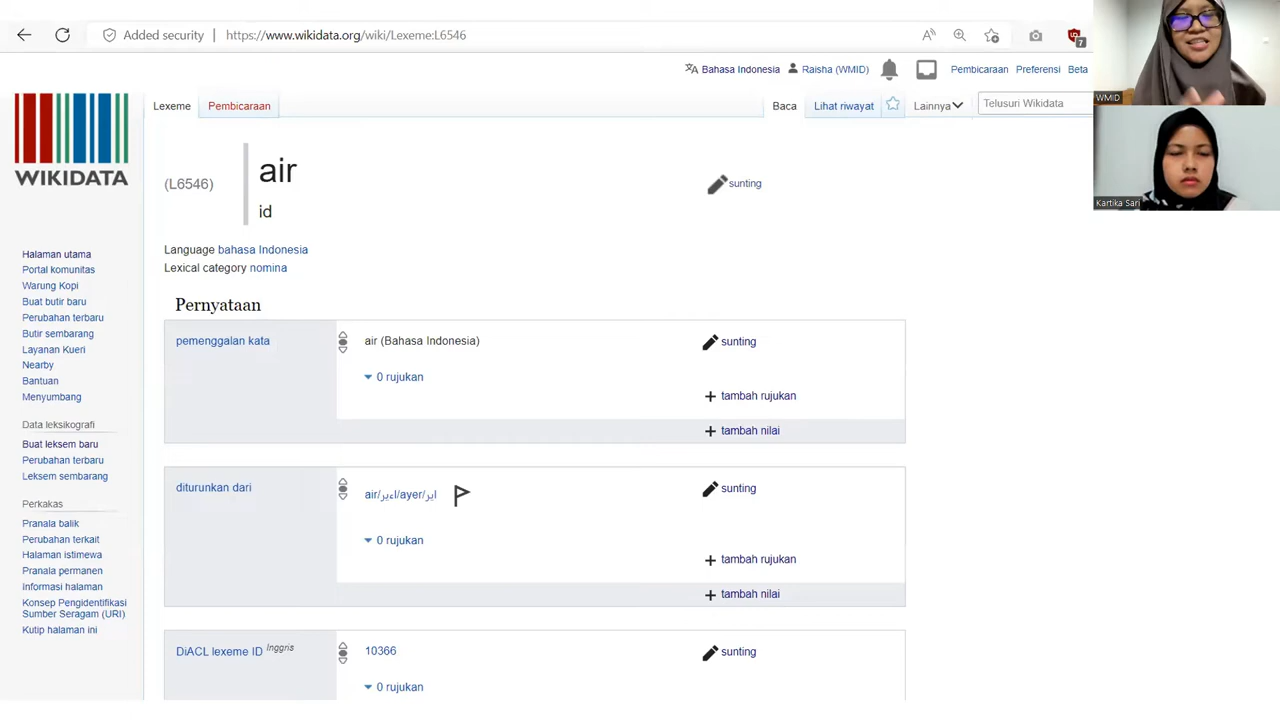 Added security
https://www.wikidata.org/wiki/Lexeme:L6546
7
Bahasa Indonesia
Raisha (WMID)
Pembicaraan
Preferensi
Beta
WMID
Kartika Sari
WIKIDATA
Lexeme
Pembicaraan
Baca
Lihat riwayat
Lainnya
Telusuri Wikidata
(L6546)
air
id
sunting
Language bahasa Indonesia
Lexical category nomina
Halaman utama
Portal komunitas
Warung Kopi
Buat butir baru
Perubahan terbaru
Butir sembarang
Layanan Kueri
Nearby
Bantuan
Menyumbang
Data leksikografi
Buat leksem baru
Perubahan terbaru
Leksem sembarang
Perkakas
Pranala balik
Perubahan terkait
Halaman istimewa
Pranala permanen
Informasi halaman
Konsep Pengidentifikasi
Sumber Seragam (URI)
Kutip halaman ini
Pernyataan
pemenggalan kata
air (Bahasa Indonesia)
sunting
0 rujukan
+ tambah rujukan
+ tambah nilai
diturunkan dari
air/اءير/ayer/اير
sunting
0 rujukan
+ tambah rujukan
+ tambah nilai
DiACL lexeme ID Inggris
10366
sunting
0 rujukan